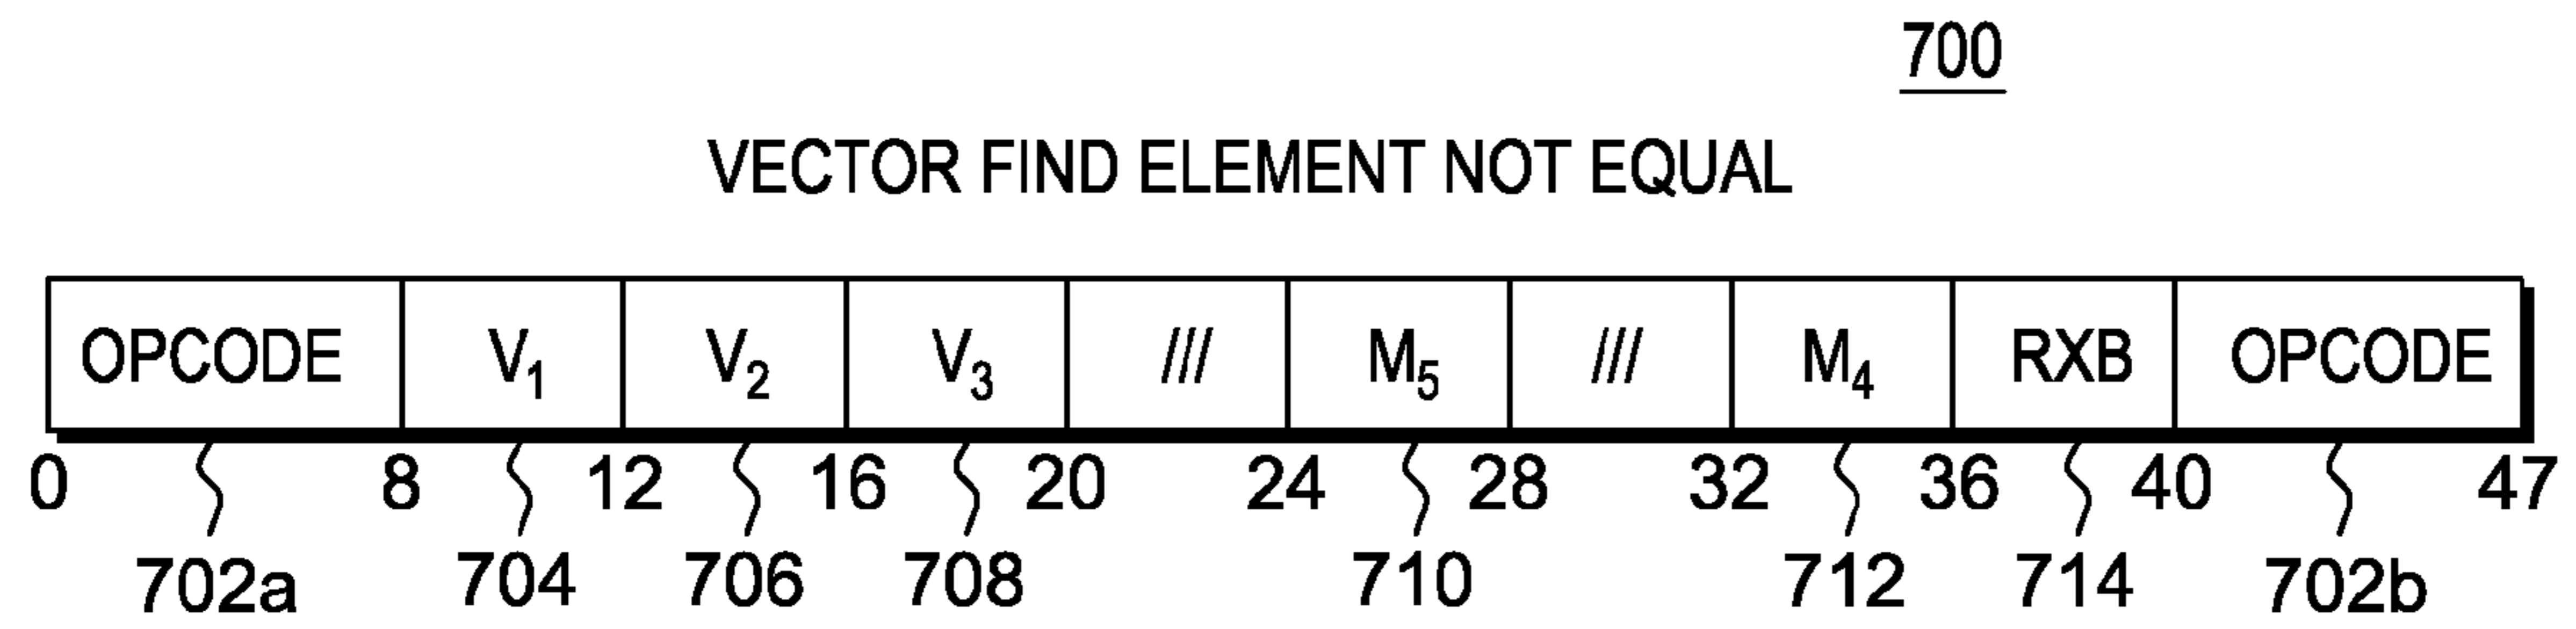 700
VECTOR FIND ELEMENT NOT EQUAL
OPCODE V₁ V₂ V₃ /// M₅ /// M₄ RXB OPCODE
0 8 12 16 20 24 28 32 36 40 47
702a 704 706 708 710 712 714 702b